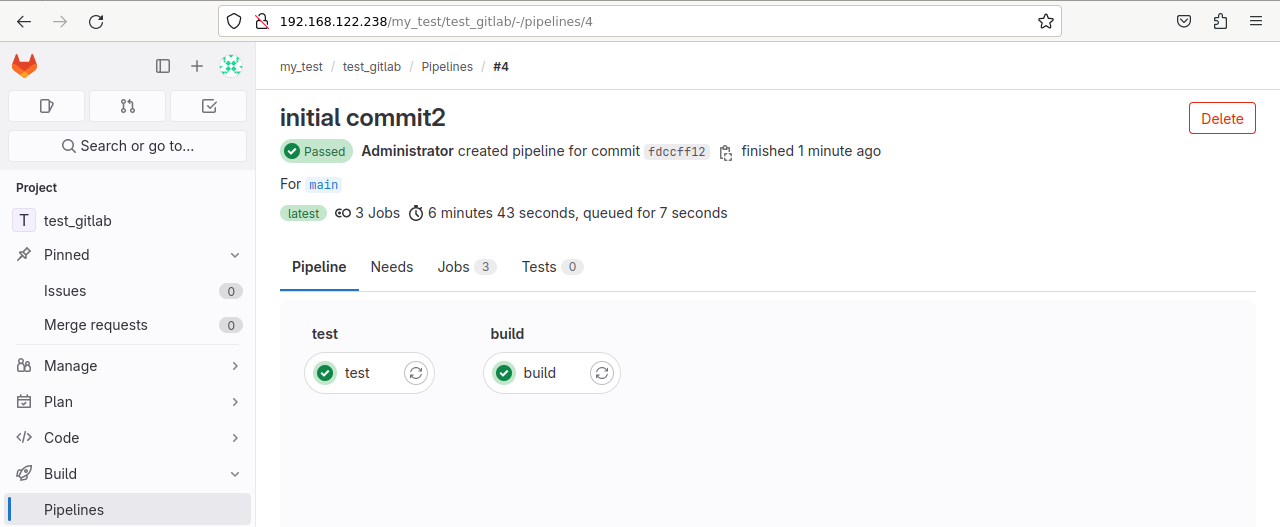 192.168.122.238/my_test/test_gitlab/-/pipelines/4
my_test / test_gitlab / Pipelines / #4
initial commit2
Delete
Passed Administrator created pipeline for commit fdccff12 finished 1 minute ago
For main
latest 3 Jobs 6 minutes 43 seconds, queued for 7 seconds
Pipeline Needs Jobs 3 Tests 0
test build
test build
Search or go to...
Project
T test_gitlab
Pinned
Issues 0
Merge requests 0
Manage
Plan
Code
Build
Pipelines